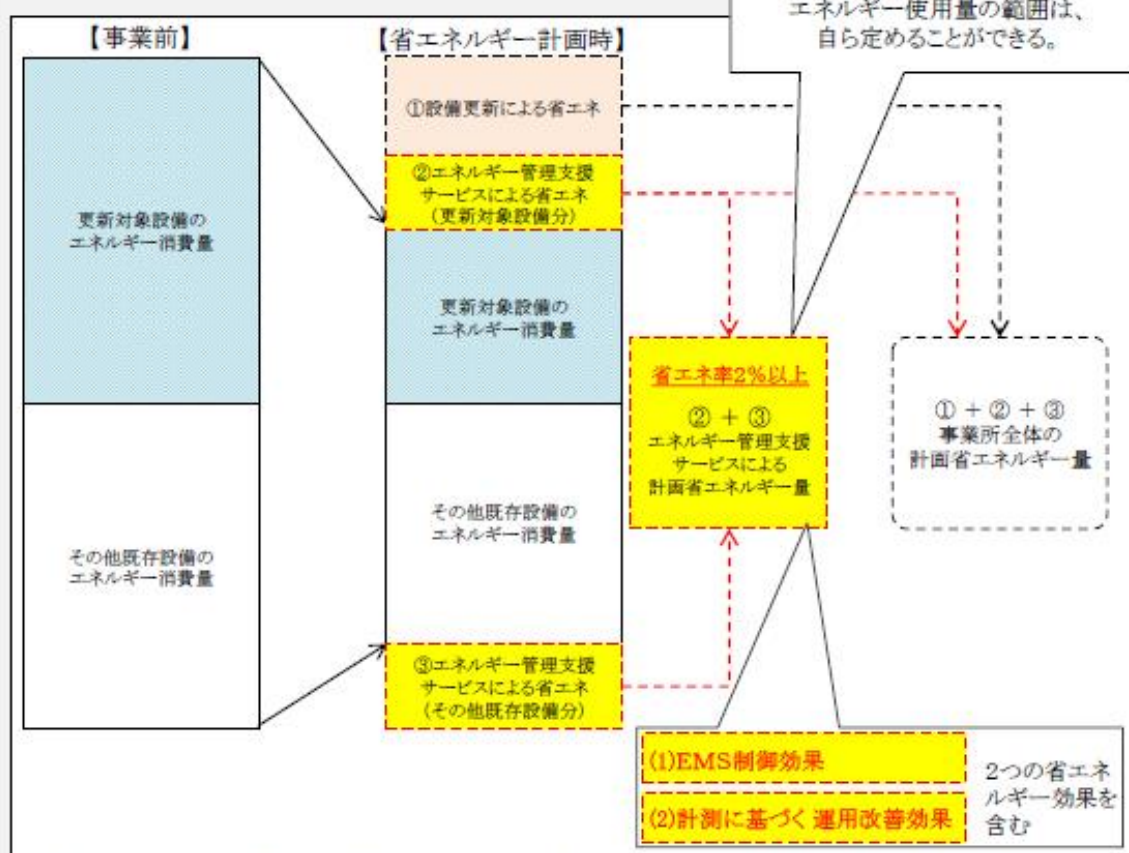 エネルギー使用量の範囲は、
自ら定めることができる。
【事業前】
【省エネルギー計画時】
①設備更新による省エネ
②エネルギー管理支援
サービスによる省エネ
(更新対象設備分)
更新対象設備の
エネルギー消費量
更新対象設備の
エネルギー消費量
省エネ率2%以上
② + ③
エネルギー管理支援
サービスによる
計画省エネルギー量
① + ② + ③
事業所全体の
計画省エネルギー量
その他既存設備の
エネルギー消費量
その他既存設備の
エネルギー消費量
③エネルギー管理支援
サービスによる省エネ
(その他既存設備分)
(1)EMS制御効果
(2)計測に基づく運用改善効果
2つの省エネ
ルギー効果を
含む